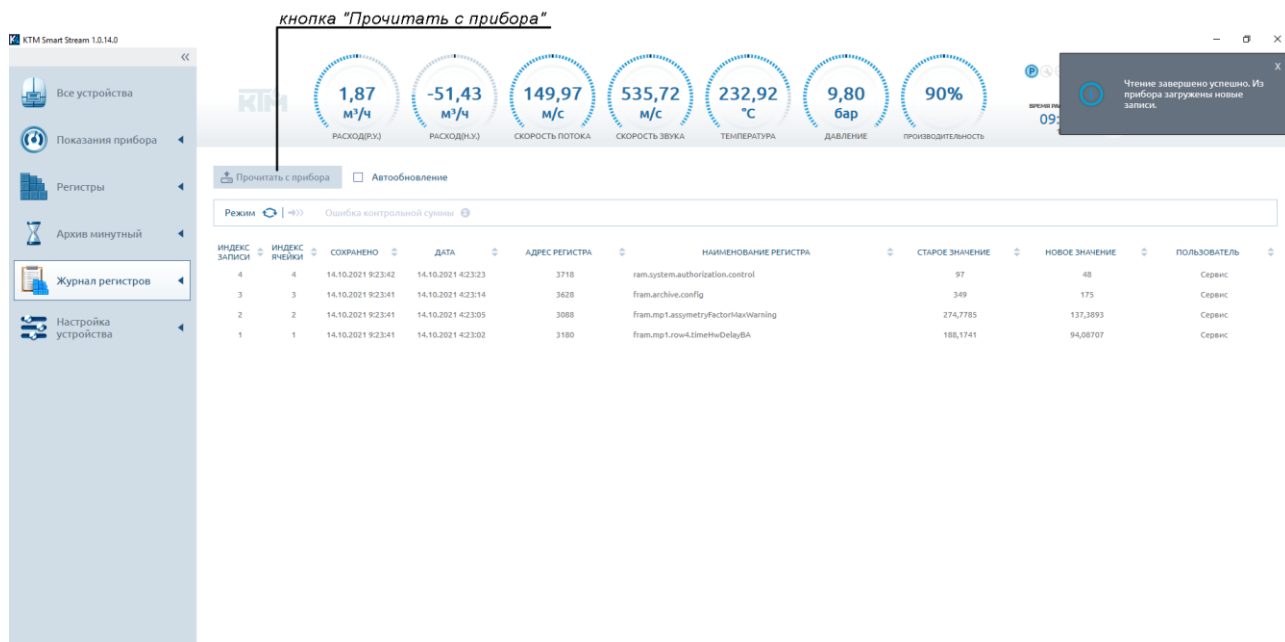 кнопка "Прочитать с прибора"
KTM Smart Stream 1.0.14.0
Все устройства
Показания прибора
Регистры
Архив минутный
Журнал регистров
Настройка
устройства
КТМ
1,87
м³/ч
РАСХОД(Р.У.)
-51,43
м³/ч
РАСХОД(Н.У.)
149,97
м/с
СКОРОСТЬ ПОТОКА
535,72
м/с
СКОРОСТЬ ЗВУКА
232,92
°C
ТЕМПЕРАТУРА
9,80
бар
ДАВЛЕНИЕ
90%
ПРОИЗВОДИТЕЛЬНОСТЬ
P
ВРЕМЯ
09:
X
Чтение завершено успешно. Из
прибора загружены новые
записи.
Прочитать с прибора Автообновление
Режим Ошибка контрольной суммы
ИНДЕКС ЗАПИСИ ИНДЕКС ЯЧЕЙКИ СОХРАНЕНО ДАТА АДРЕС РЕГИСТРА НАИМЕНОВАНИЕ РЕГИСТРА СТАРОЕ ЗНАЧЕНИЕ НОВОЕ ЗНАЧЕНИЕ ПОЛЬЗОВАТЕЛЬ
4 4 14.10.2021 9:23:42 14.10.2021 4:23:23 3718 ram.system.authorization.control 97 48 Сервис
3 3 14.10.2021 9:23:41 14.10.2021 4:23:14 3628 fram.archive.config 349 175 Сервис
2 2 14.10.2021 9:23:41 14.10.2021 4:23:05 3088 fram.mp1.assymetryFactorMaxWarning 274,7785 137,3893 Сервис
1 1 14.10.2021 9:23:41 14.10.2021 4:23:02 3180 fram.mp1.row4.timeHwDelayBA 188,1741 94,08707 Сервис